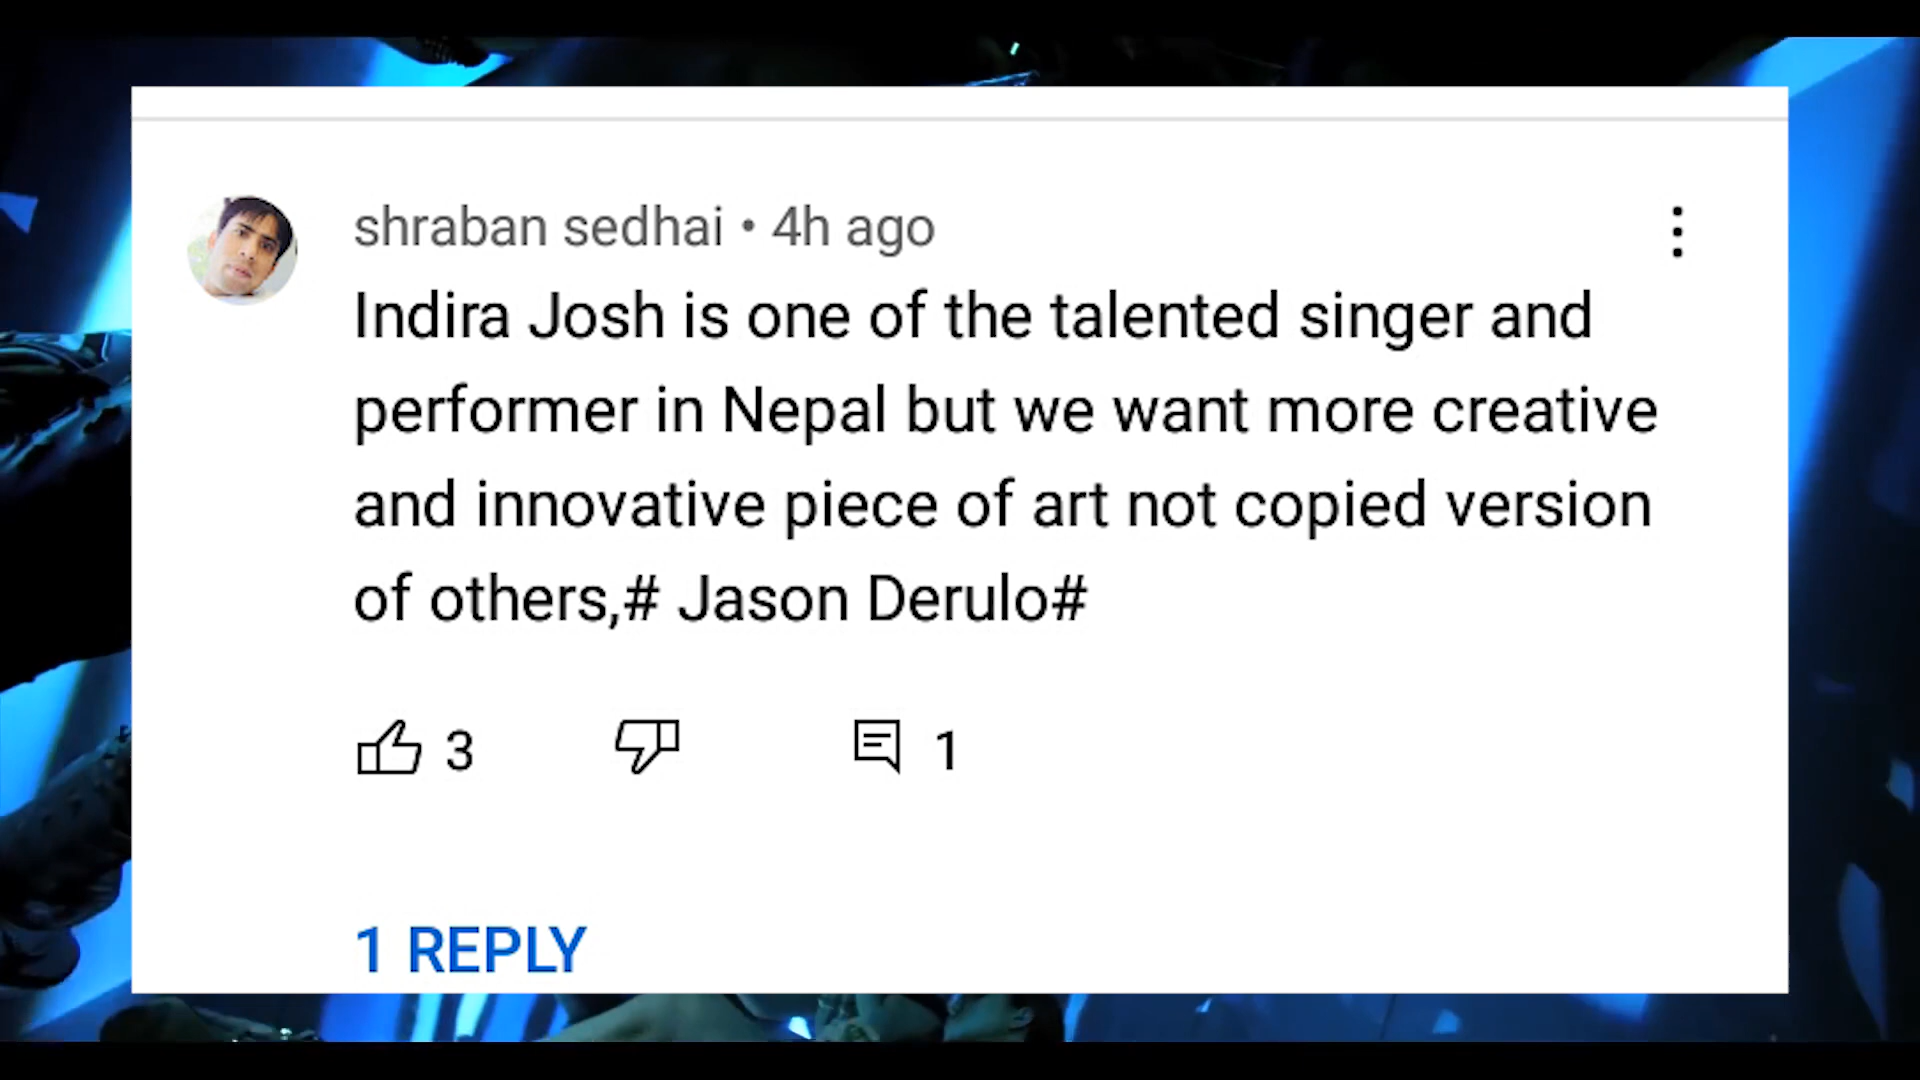 shraban sedhai • 4h ago
Indira Josh is one of the talented singer and
performer in Nepal but we want more creative
and innovative piece of art not copied version
of others,# Jason Derulo#
3 1
1 REPLY